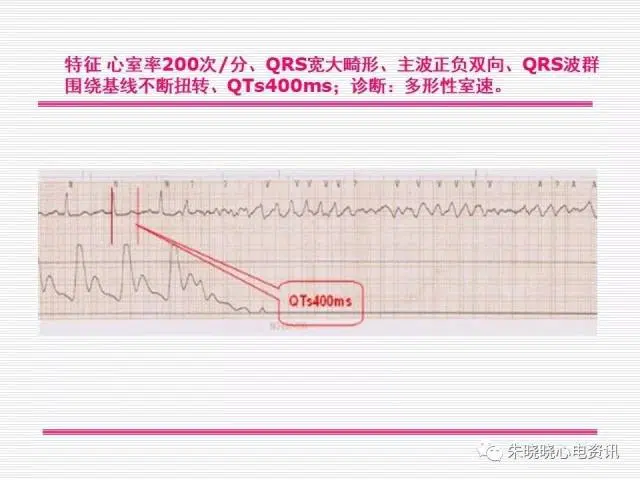 特征 心室率200次/分、QRS宽大畸形、主波正负双向、QRS波群
围绕基线不断扭转、QTs400ms；诊断：多形性室速。
N N N ? 2 V V V V V ? V V V V V V V A ? A A
QTs400ms
朱晓晓心电资讯